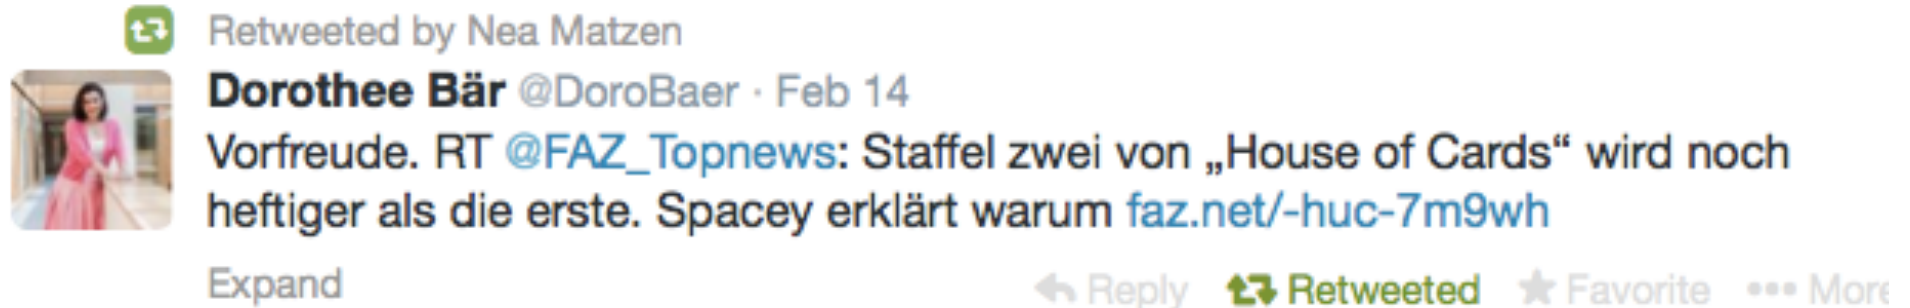 Retweeted by Nea Matzen
Dorothee Bär @DoroBaer · Feb 14
Vorfreude. RT @FAZ_Topnews: Staffel zwei von „House of Cards“ wird noch
heftiger als die erste. Spacey erklärt warum faz.net/-huc-7m9wh
Expand Reply Retweeted Favorite ••• More